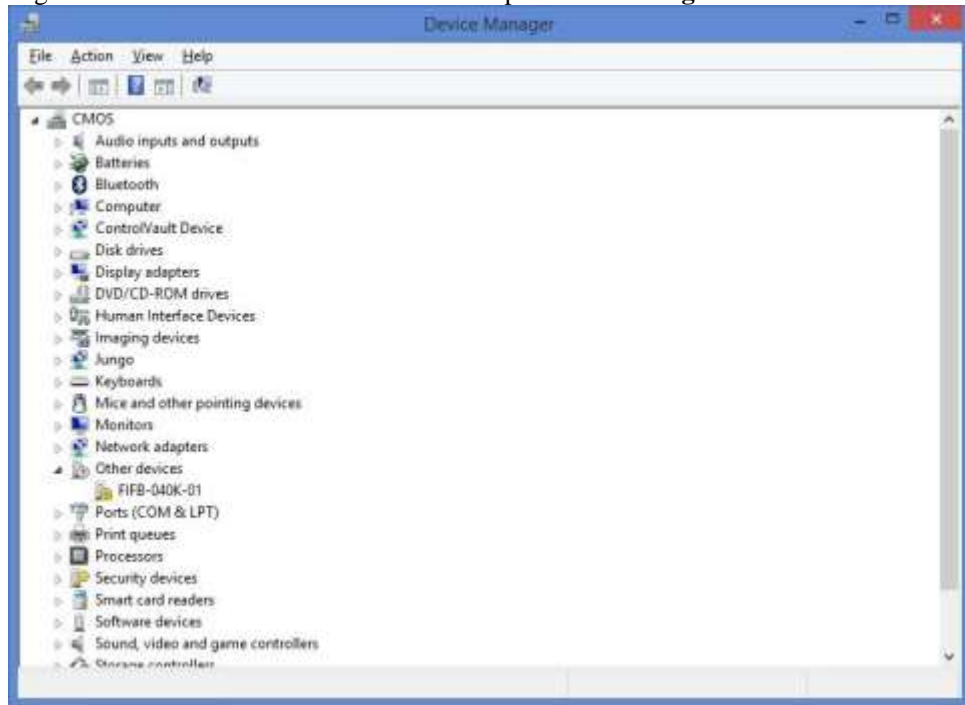 Device Manager
File Action View Help
CMOS
Audio inputs and outputs
Batteries
Bluetooth
Computer
ControlVault Device
Disk drives
Display adapters
DVD/CD-ROM drives
Human Interface Devices
Imaging devices
Jungo
Keyboards
Mice and other pointing devices
Monitors
Network adapters
Other devices
FIFB-040K-01
Ports (COM & LPT)
Print queues
Processors
Security devices
Smart card readers
Software devices
Sound, video and game controllers
Storage controllers